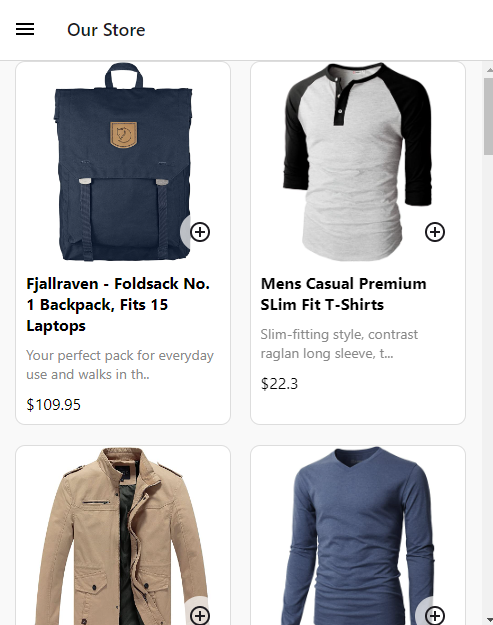 Our Store
Fjallraven - Foldsack No.
1 Backpack, Fits 15
Laptops
Your perfect pack for everyday
use and walks in th..
$109.95
Mens Casual Premium
SLim Fit T-Shirts
Slim-fitting style, contrast
raglan long sleeve, t...
$22.3